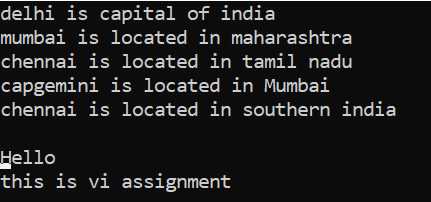 delhi is capital of india
mumbai is located in maharashtra
chennai is located in tamil nadu
capgemini is located in Mumbai
chennai is located in southern india

Hello
this is vi assignment